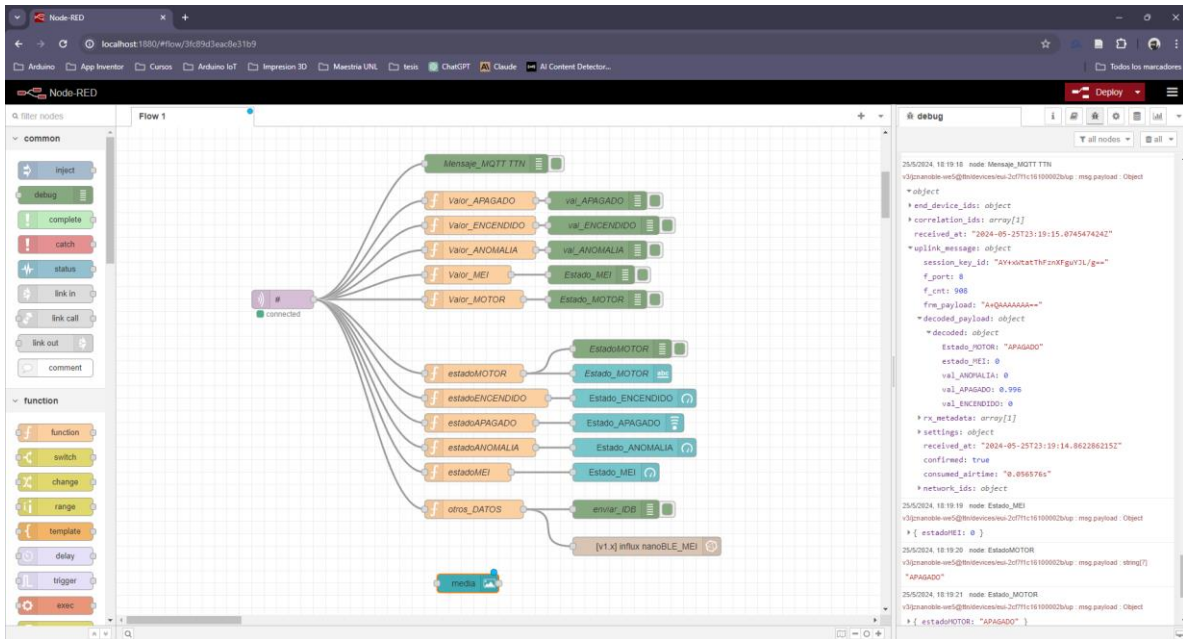 Node-RED
localhost:1880/#flow/3fc89d3eac8e31b9
Arduino
App Inventor
Cursos
Arduino IoT
Impresion 3D
Maestria UNL
tesis
ChatGPT
Claude
AI Content Detector...
Todos los marcadores
Node-RED
Deploy
filter nodes
common
inject
debug
complete
catch
status
link in
link call
link out
comment
function
function
switch
change
range
template
delay
trigger
exec
Flow 1
#
connected
Mensaje_MQTT TTN
Valor_APAGADO
val_APAGADO
Valor_ENCENDIDO
val_ENCENDIDO
Valor_ANOMALIA
val_ANOMALIA
Valor_MEI
Estado_MEI
Valor_MOTOR
Estado_MOTOR
EstadoMOTOR
estadoMOTOR
Estado_MOTOR
abc
estadoENCENDIDO
Estado_ENCENDIDO
estadoAPAGADO
Estado_APAGADO
estadoANOMALIA
Estado_ANOMALIA
estadoMEI
Estado_MEI
otros_DATOS
enviar_IDB
[v1.x] influx nanoBLE_MEI
media
debug
all nodes
all
25/5/2024, 18:19:18 node: Mensaje_MQTT TTN
: msg.payload : Object
object
end_device_ids: object
correlation_ids: array[1]
received_at: "2024-05-25T23:19:15.074547424Z"
uplink_message: object
f_port: 8
f_cnt: 908
frm_payload: "A+QAAAAAAA=="
decoded_payload: object
decoded: object
Estado_MOTOR: "APAGADO"
estado_MEI: 0
val_ANOMALIA: 0
val_APAGADO: 0.996
val_ENCENDIDO: 0
rx_metadata: array[1]
settings: object
received_at: "2024-05-25T23:19:14.862286215Z"
confirmed: true
consumed_airtime: "0.056576s"
network_ids: object
25/5/2024, 18:19:19 node: Estado_MEI
: msg.payload : Object
{ estadoMEI: 0 }
25/5/2024, 18:19:20 node: EstadoMOTOR
: msg.payload : string[7]
"APAGADO"
25/5/2024, 18:19:21 node: Estado_MOTOR
: msg.payload : Object
{ estadoMOTOR: "APAGADO" }